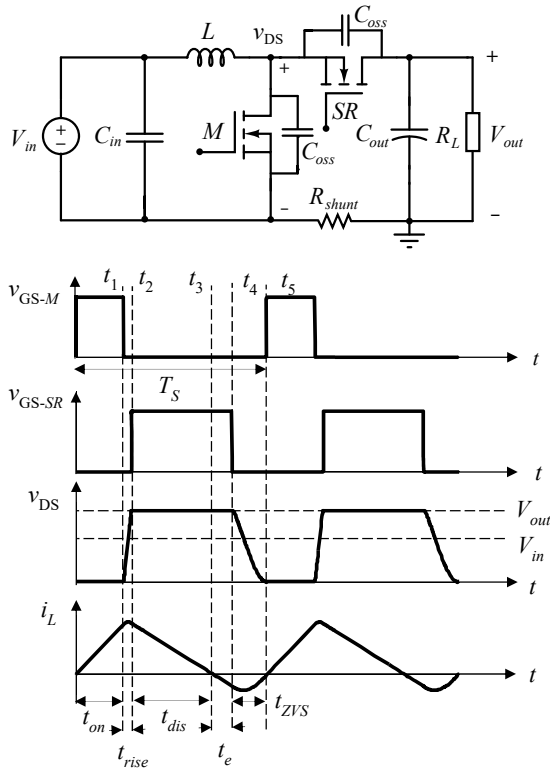 L v_DS C_oss
+ +
V_in + − C_in M C_oss SR C_out R_L V_out
− R_shunt −
t_1 t_2 t_3 t_4 t_5
v_GS-M
t
T_S
v_GS-SR
t
v_DS V_out
V_in
t
i_L
t
t_on t_dis t_ZVS
t_rise t_e